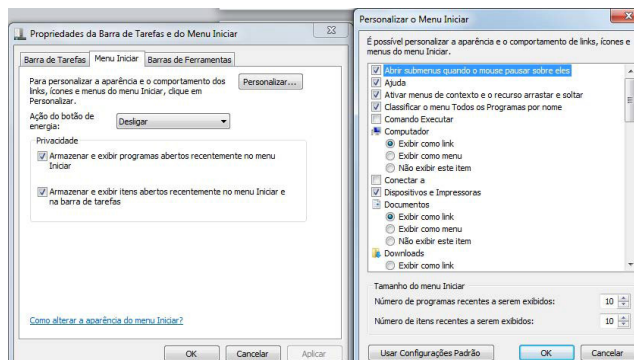 Propriedades da Barra de Tarefas e do Menu Iniciar
Barra de Tarefas
Menu Iniciar
Barras de Ferramentas
Para personalizar a aparência e o comportamento dos
links, ícones e menus do menu Iniciar, clique em
Personalizar.
Personalizar...
Ação do botão de
energia:
Desligar
Privacidade
Armazenar e exibir programas abertos recentemente no menu
Iniciar
Armazenar e exibir itens abertos recentemente no menu Iniciar e
na barra de tarefas
Como alterar a aparência do menu Iniciar?
OK
Cancelar
Aplicar
Personalizar o Menu Iniciar
É possível personalizar a aparência e o comportamento de links, ícones e
menus do menu Iniciar.
Abrir submenus quando o mouse pausar sobre eles
Ajuda
Ativar menus de contexto e o recurso arrastar e soltar
Classificar o menu Todos os Programas por nome
Comando Executar
Computador
Exibir como link
Exibir como menu
Não exibir este item
Conectar a
Dispositivos e Impressoras
Documentos
Exibir como link
Exibir como menu
Não exibir este item
Downloads
Exibir como link
Tamanho do menu Iniciar
Número de programas recentes a serem exibidos: 10
Número de itens recentes a serem exibidos: 10
Usar Configurações Padrão
OK
Cancelar